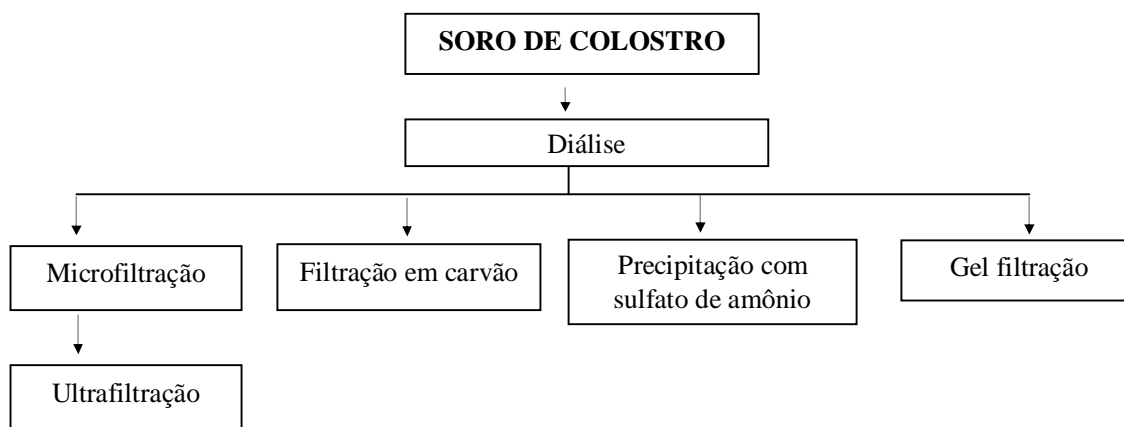 SORO DE COLOSTRO
Diálise
Microfiltração
Filtração em carvão
Precipitação com
sulfato de amônio
Gel filtração
Ultrafiltração